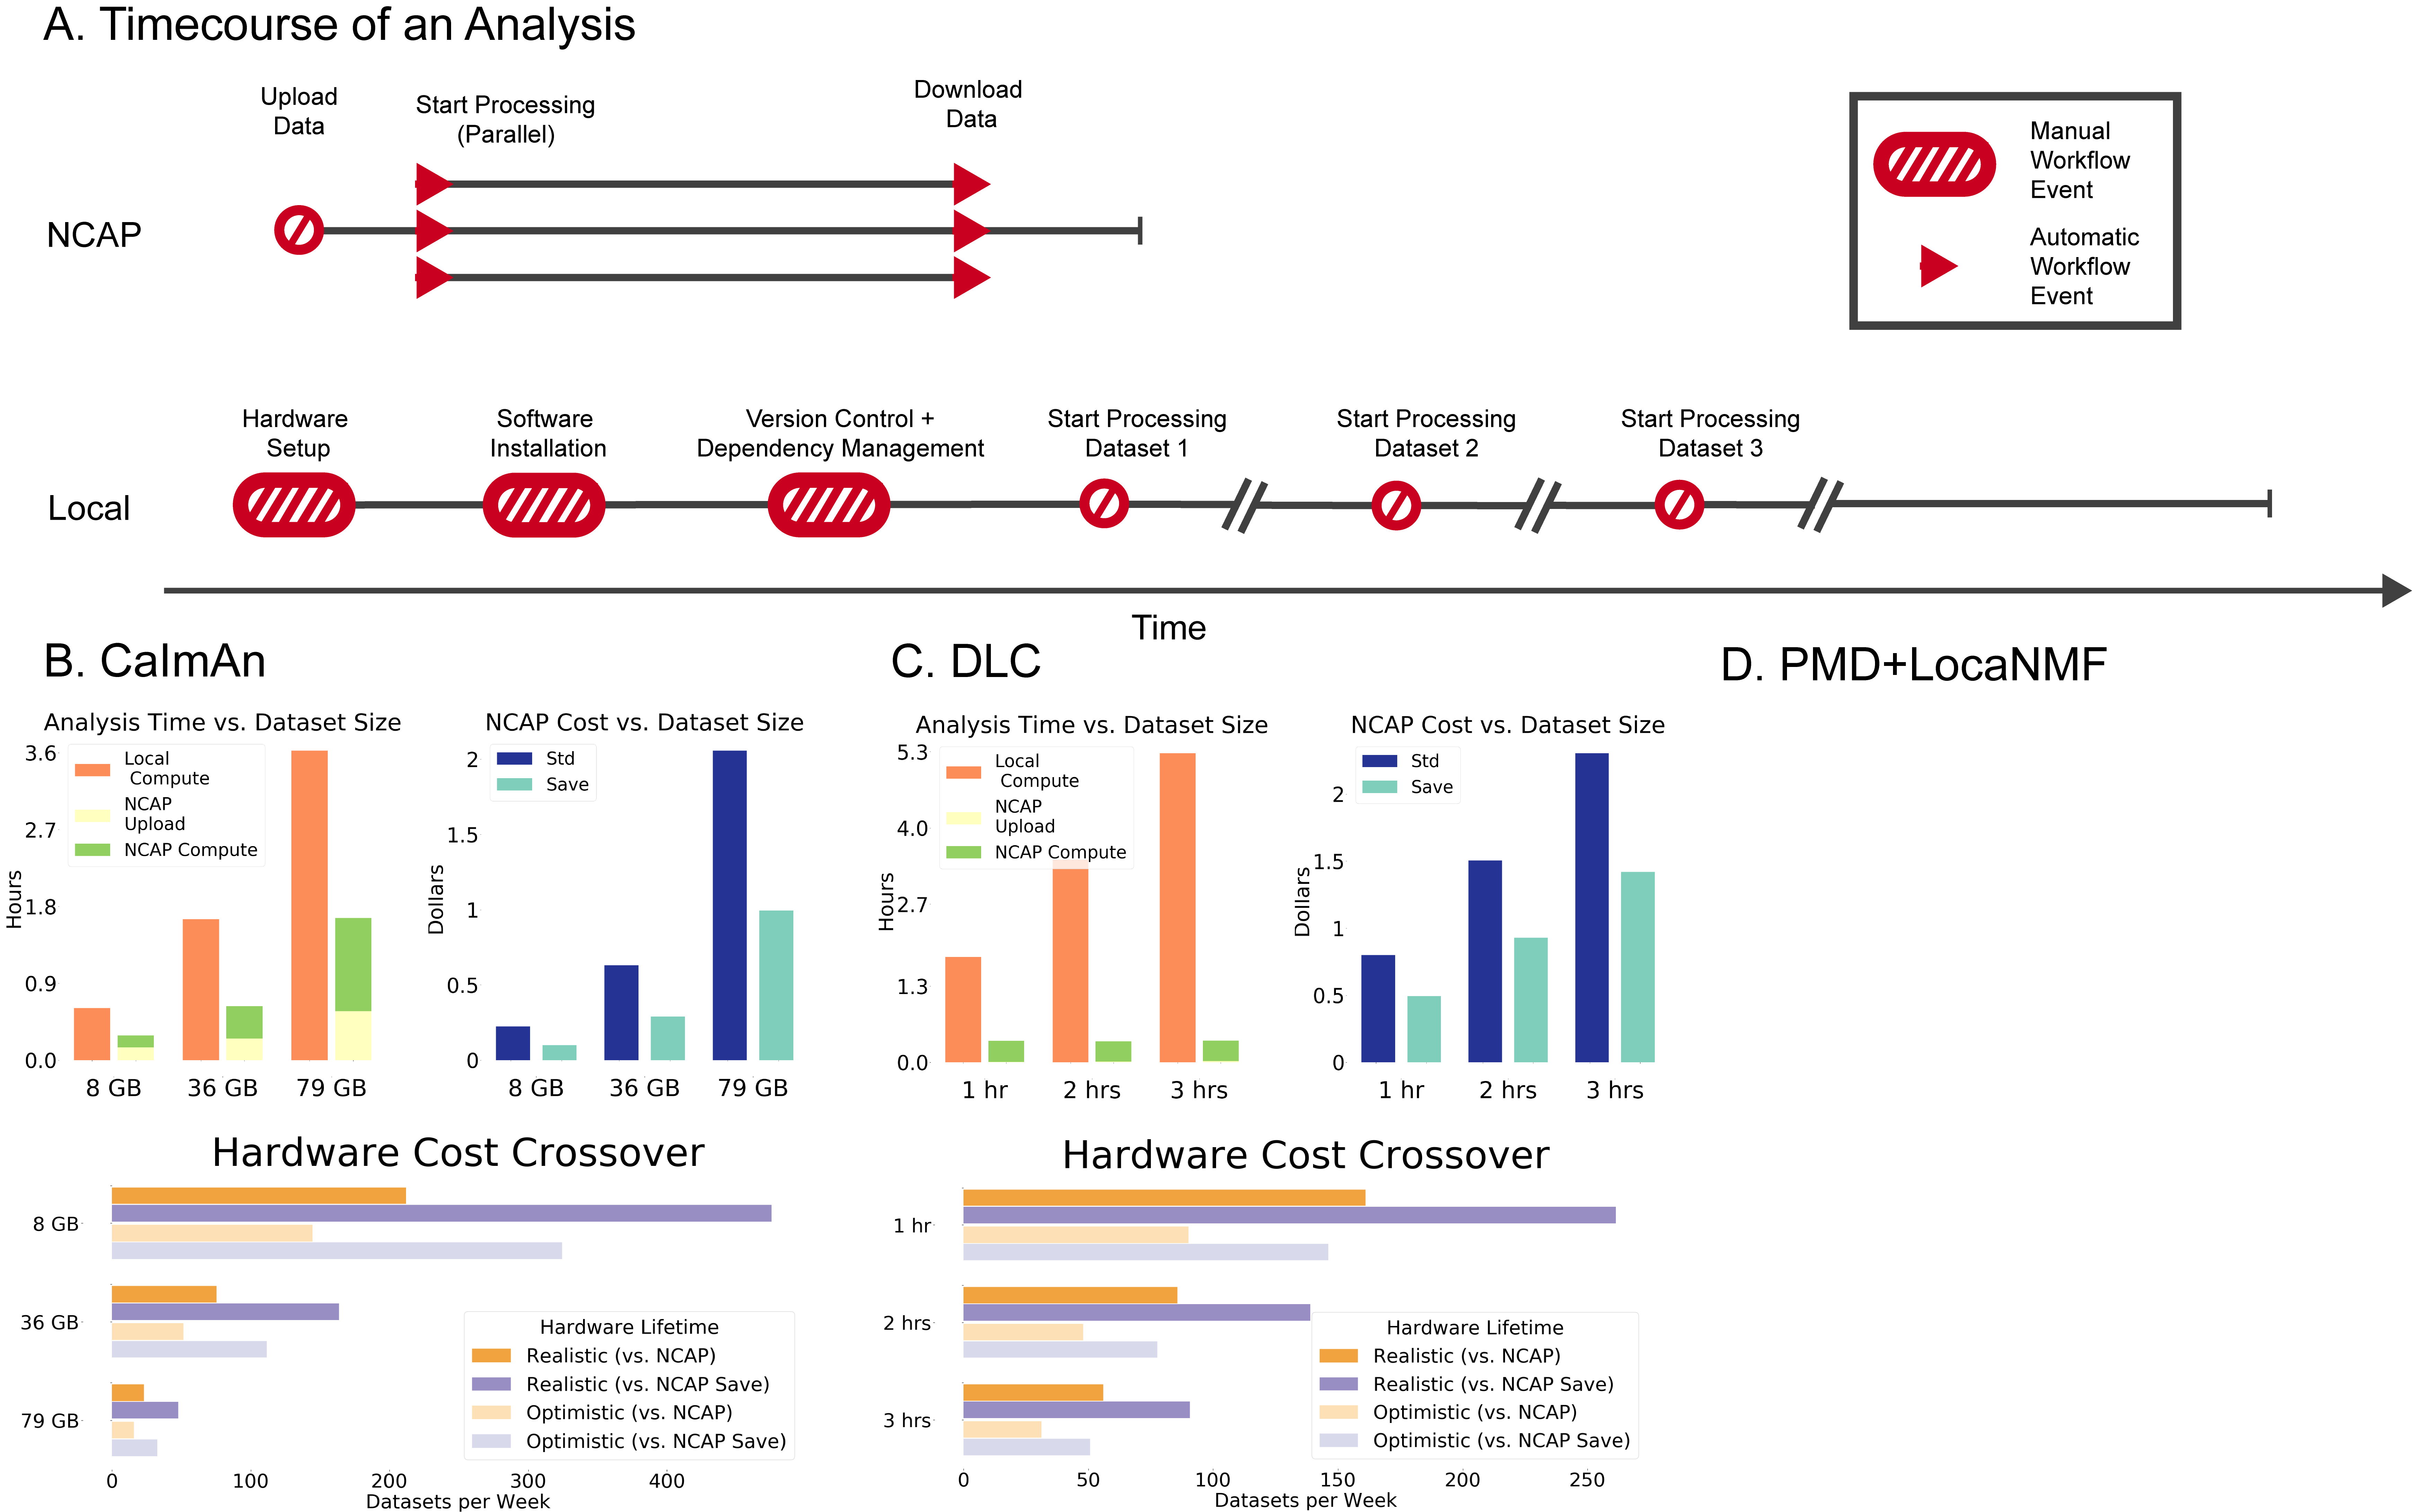 A. Timecourse of an Analysis
Upload
Data
Start Processing
(Parallel)
Download
Data
Manual
Workflow
Event
Automatic
Workflow
Event
NCAP
Hardware
Setup
Software
Installation
Version Control +
Dependency Management
Start Processing
Dataset 1
Start Processing
Dataset 2
Start Processing
Dataset 3
Local
Time
B. CaImAn
C. DLC
D. PMD+LocaNMF
Analysis Time vs. Dataset Size
Local
Compute
NCAP
Upload
NCAP Compute
Hours
3.6
2.7
1.8
0.9
0.0
8 GB
36 GB
79 GB
NCAP Cost vs. Dataset Size
Std
Save
Dollars
2
1.5
1
0.5
0
8 GB
36 GB
79 GB
Analysis Time vs. Dataset Size
Local
Compute
NCAP
Upload
NCAP Compute
Hours
5.3
4.0
2.7
1.3
0.0
1 hr
2 hrs
3 hrs
NCAP Cost vs. Dataset Size
Std
Save
Dollars
2
1.5
1
0.5
0
1 hr
2 hrs
3 hrs
Hardware Cost Crossover
8 GB
36 GB
79 GB
Hardware Lifetime
Realistic (vs. NCAP)
Realistic (vs. NCAP Save)
Optimistic (vs. NCAP)
Optimistic (vs. NCAP Save)
0 100 200 300 400
Datasets per Week
Hardware Cost Crossover
1 hr
2 hrs
3 hrs
Hardware Lifetime
Realistic (vs. NCAP)
Realistic (vs. NCAP Save)
Optimistic (vs. NCAP)
Optimistic (vs. NCAP Save)
0 50 100 150 200 250
Datasets per Week